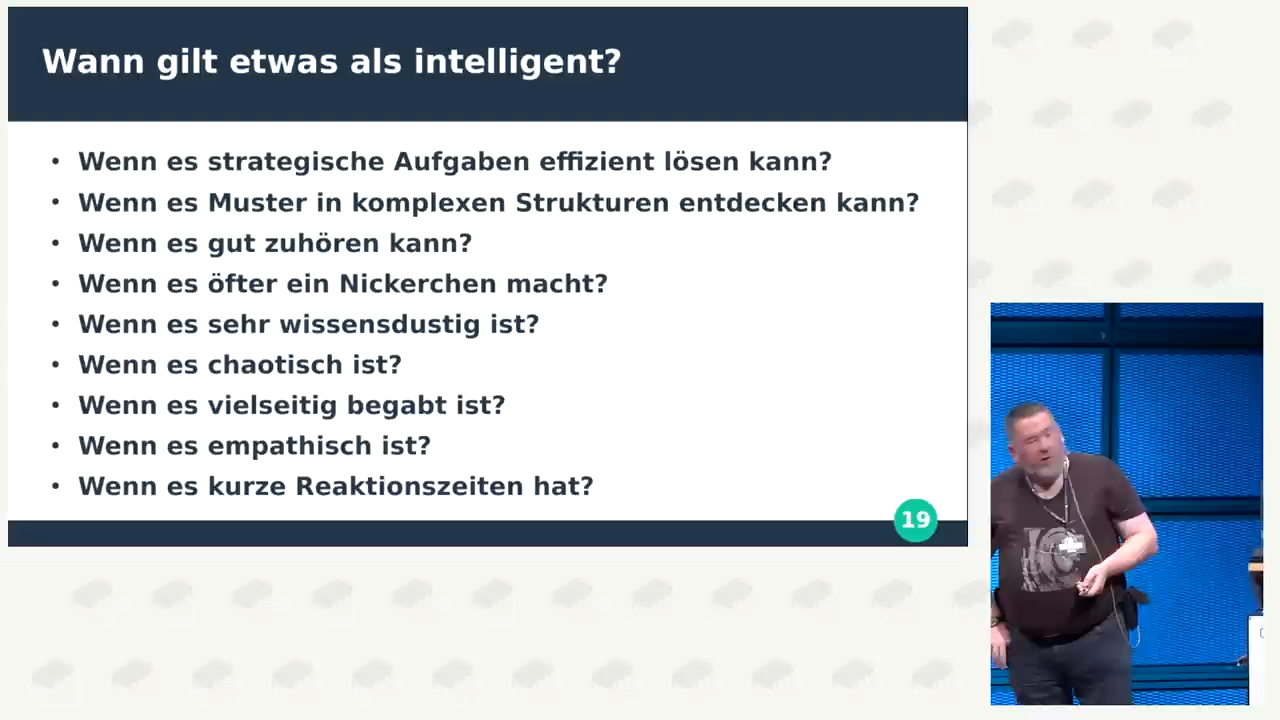 Wann gilt etwas als intelligent?
• Wenn es strategische Aufgaben effizient lösen kann?
• Wenn es Muster in komplexen Strukturen entdecken kann?
• Wenn es gut zuhören kann?
• Wenn es öfter ein Nickerchen macht?
• Wenn es sehr wissensdustig ist?
• Wenn es chaotisch ist?
• Wenn es vielseitig begabt ist?
• Wenn es empathisch ist?
• Wenn es kurze Reaktionszeiten hat?
19